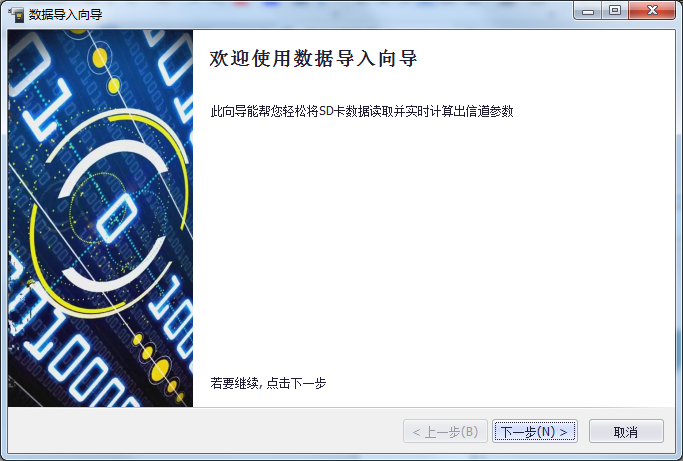 数据导入向导
欢迎使用数据导入向导
此向导能帮您轻松将SD卡数据读取并实时计算出信道参数
若要继续, 点击下一步
< 上一步(B)
下一步(N) >
取消